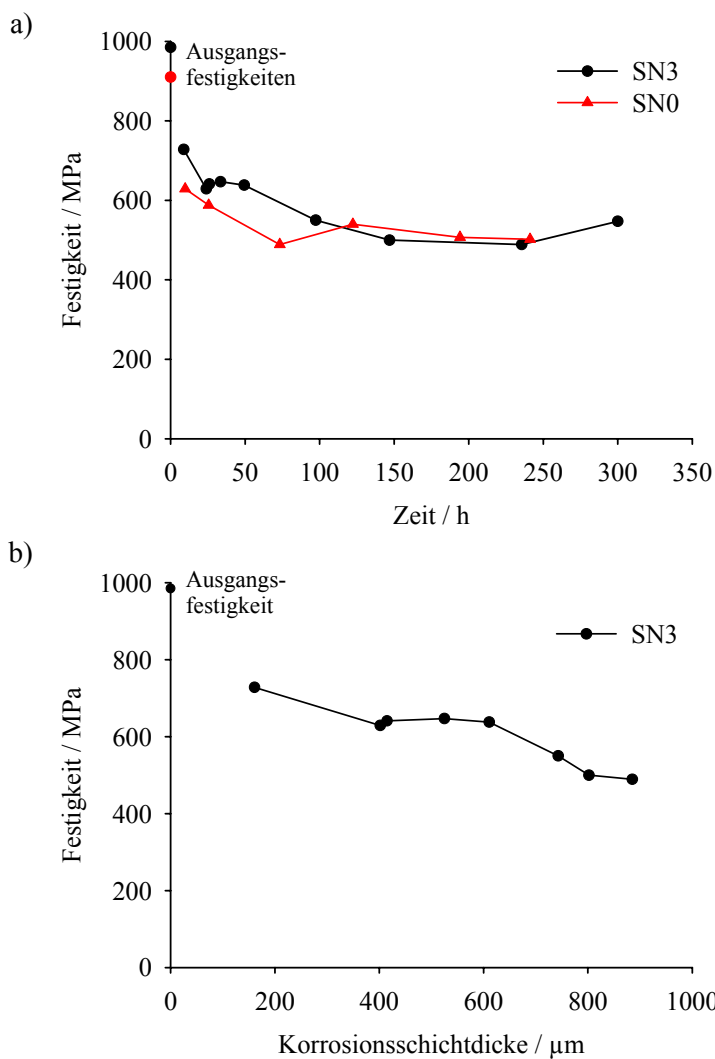 a)
1000
800
600
400
200
0
Festigkeit / MPa
Ausgangs-
festigkeiten
SN3
SN0
0 50 100 150 200 250 300 350
Zeit / h
b)
1000
800
600
400
200
0
Festigkeit / MPa
Ausgangs-
festigkeit
SN3
0 200 400 600 800 1000
Korrosionsschichtdicke / µm